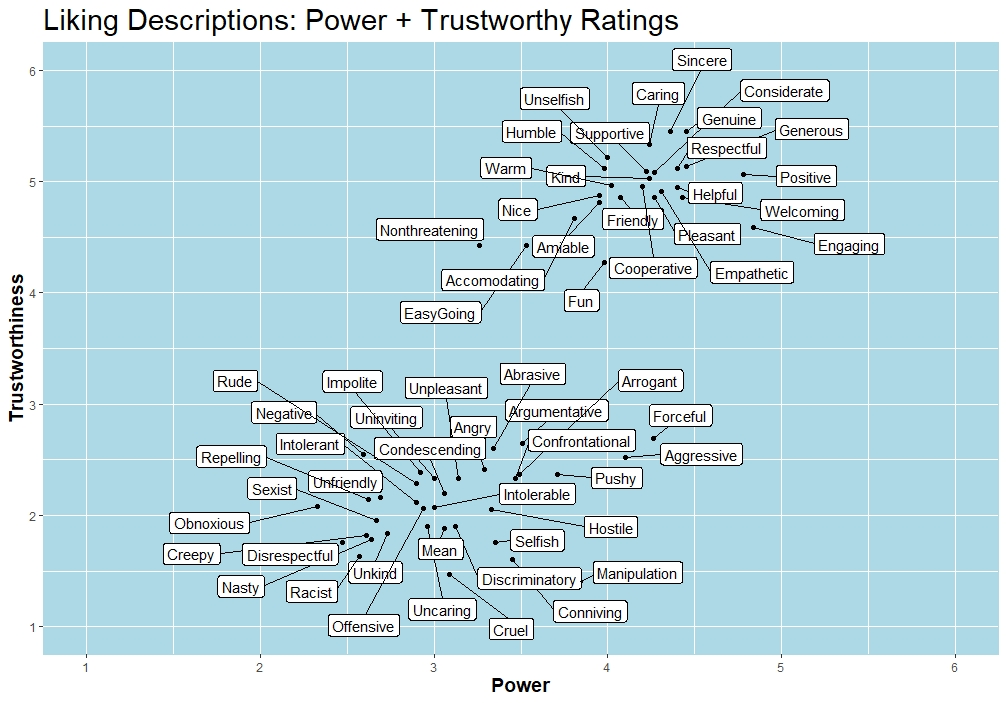 Liking Descriptions: Power + Trustworthy Ratings
Sincere
Considerate
Caring
Unselfish
Genuine
Generous
Humble
Supportive
Respectful
Warm
Kind
Positive
Helpful
Nice
Welcoming
Friendly
Nonthreatening
Pleasant
Amiable
Engaging
Cooperative
Empathetic
Accomodating
Fun
EasyGoing
Rude
Impolite
Unpleasant
Abrasive
Arrogant
Negative
Uninviting
Argumentative
Forceful
Angry
Intolerant
Condescending
Confrontational
Repelling
Aggressive
Unfriendly
Pushy
Sexist
Intolerable
Obnoxious
Hostile
Creepy
Disrespectful
Mean
Selfish
Nasty
Racist
Unkind
Discriminatory
Manipulation
Uncaring
Conniving
Offensive
Cruel
6
5
4
3
2
1
Trustworthiness
1 2 3 4 5 6
Power